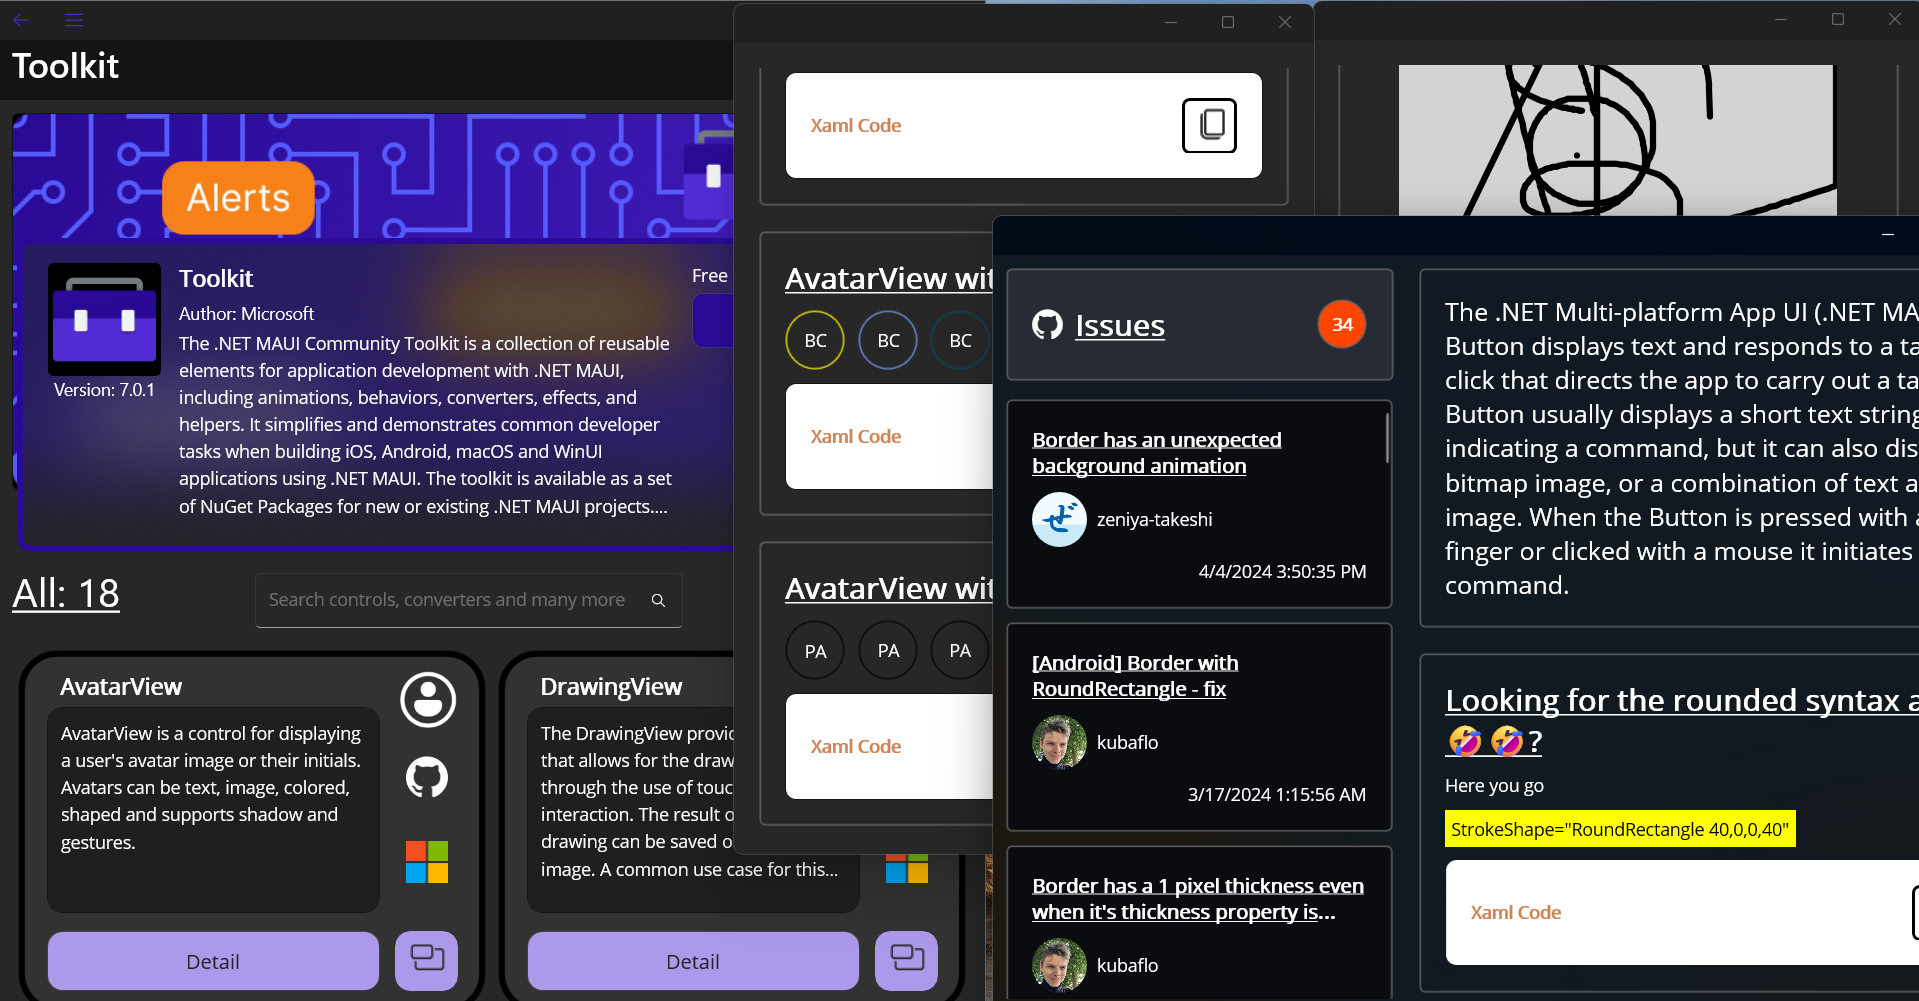 Toolkit
Alerts
Toolkit
Free
Author: Microsoft
The .NET MAUI Community Toolkit is a collection of reusable
elements for application development with .NET MAUI,
including animations, behaviors, converters, effects, and
helpers. It simplifies and demonstrates common developer
tasks when building iOS, Android, macOS and WinUI
applications using .NET MAUI. The toolkit is available as a set
of NuGet Packages for new or existing .NET MAUI projects....
Version: 7.0.1
All: 18
Search controls, converters and many more
AvatarView
AvatarView is a control for displaying
a user's avatar image or their initials.
Avatars can be text, image, colored,
shaped and supports shadow and
gestures.
Detail
DrawingView
The DrawingView provid
that allows for the draw
through the use of touc
interaction. The result o
drawing can be saved o
image. A common use case for this...
Detail
Xaml Code
AvatarView wit
BC
BC
BC
Xaml Code
AvatarView wit
PA
PA
PA
Xaml Code
Issues
34
Border has an unexpected
background animation
ぜ
zeniya-takeshi
4/4/2024 3:50:35 PM
[Android] Border with
RoundRectangle - fix
kubaflo
3/17/2024 1:15:56 AM
Border has a 1 pixel thickness even
when it's thickness property is...
kubaflo
The .NET Multi-platform App UI (.NET MA
Button displays text and responds to a ta
click that directs the app to carry out a ta
Button usually displays a short text string
indicating a command, but it can also dis
bitmap image, or a combination of text a
image. When the Button is pressed with a
finger or clicked with a mouse it initiates
command.
Looking for the rounded syntax a
🤣🤣?
Here you go
StrokeShape="RoundRectangle 40,0,0,40"
Xaml Code